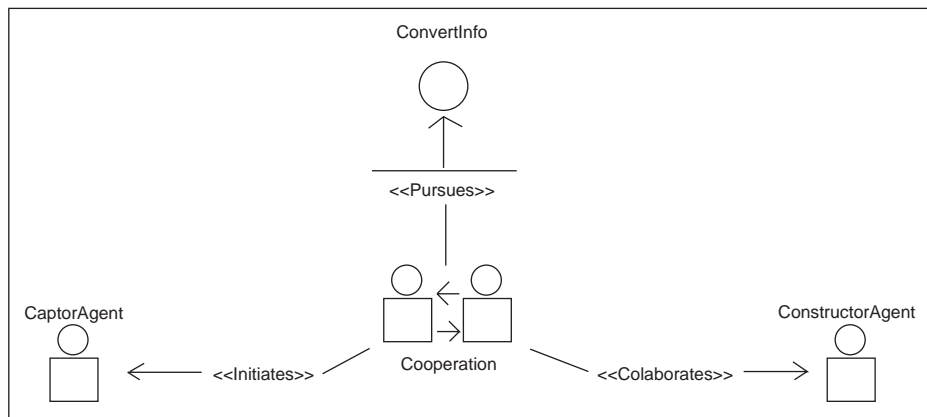 ConvertInfo
<<Pursues>>
CaptorAgent
ConstructorAgent
Cooperation
<<Initiates>>
<<Colaborates>>